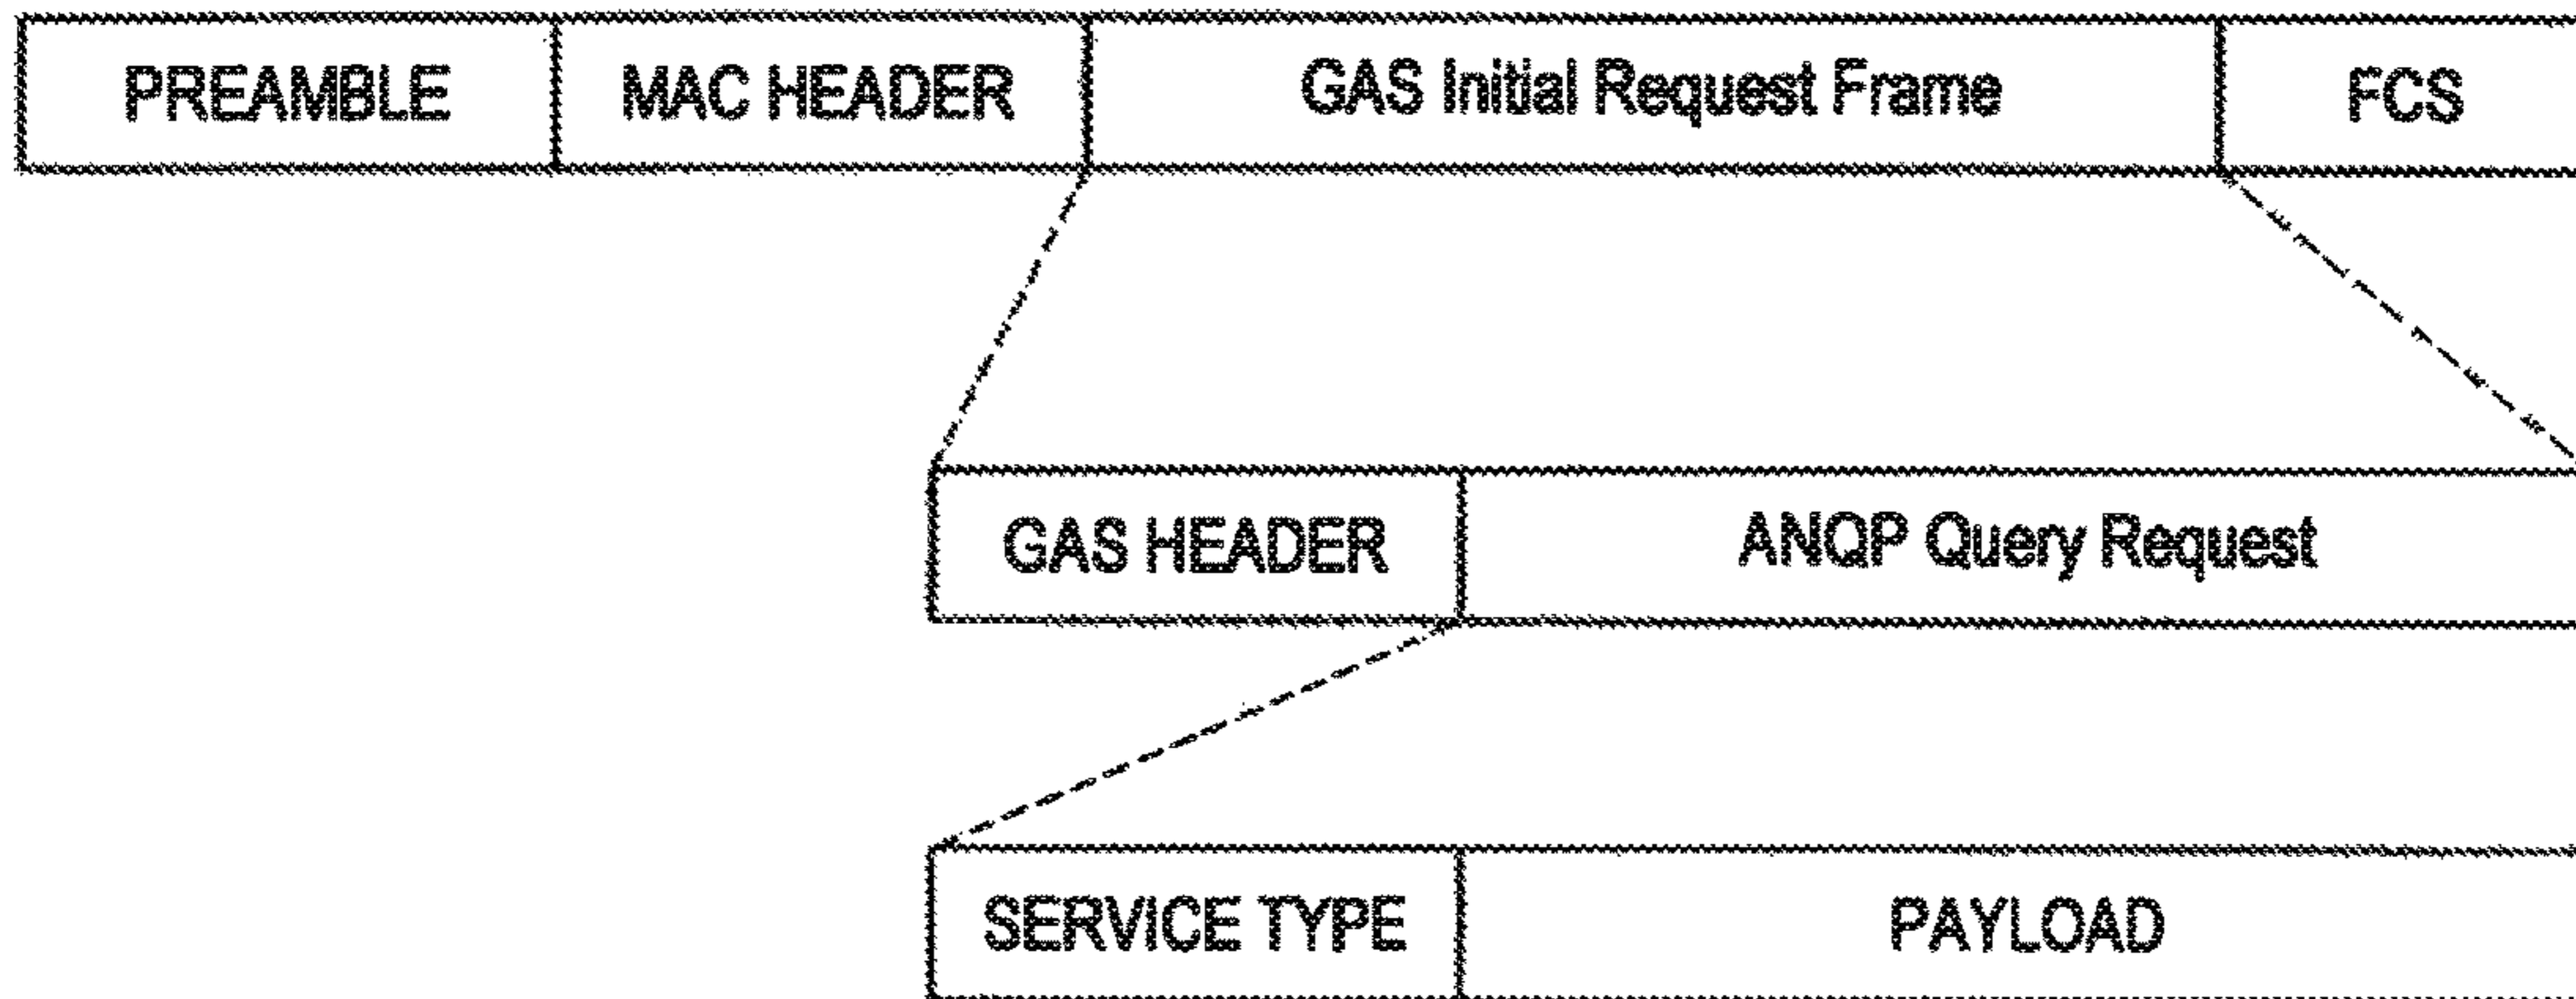 PREAMBLE MAC HEADER GAS Initial Request Frame FCS
GAS HEADER ANQP Query Request
SERVICE TYPE PAYLOAD